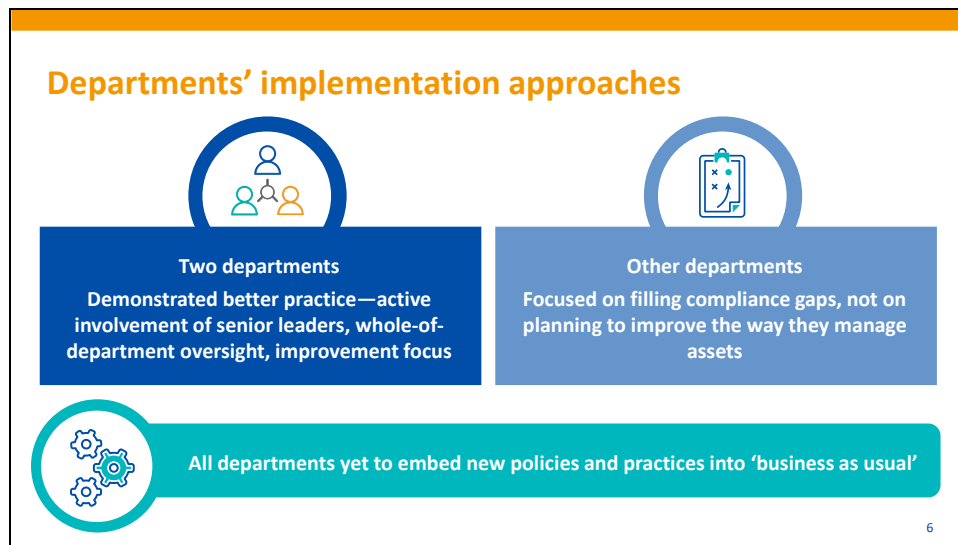 Departments’ implementation approaches
Two departments
Demonstrated better practice—active
involvement of senior leaders, whole-of-
department oversight, improvement focus
Other departments
Focused on filling compliance gaps, not on
planning to improve the way they manage
assets
All departments yet to embed new policies and practices into ‘business as usual’
6